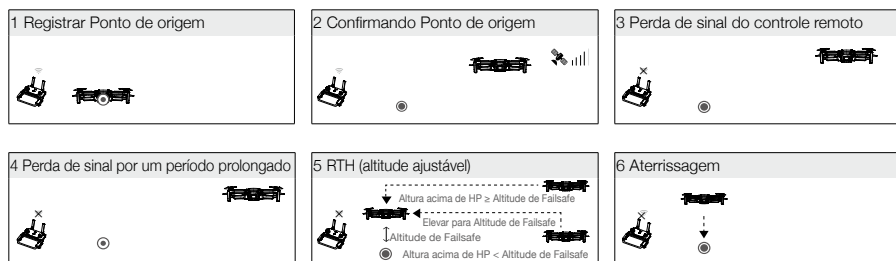 1 Registrar Ponto de origem
2 Confirmando Ponto de origem
3 Perda de sinal do controle remoto
4 Perda de sinal por um período prolongado
5 RTH (altitude ajustável)
Altura acima de HP ≥ Altitude de Failsafe
Elevar para Altitude de Failsafe
Altitude de Failsafe
Altura acima de HP < Altitude de Failsafe
6 Aterrissagem